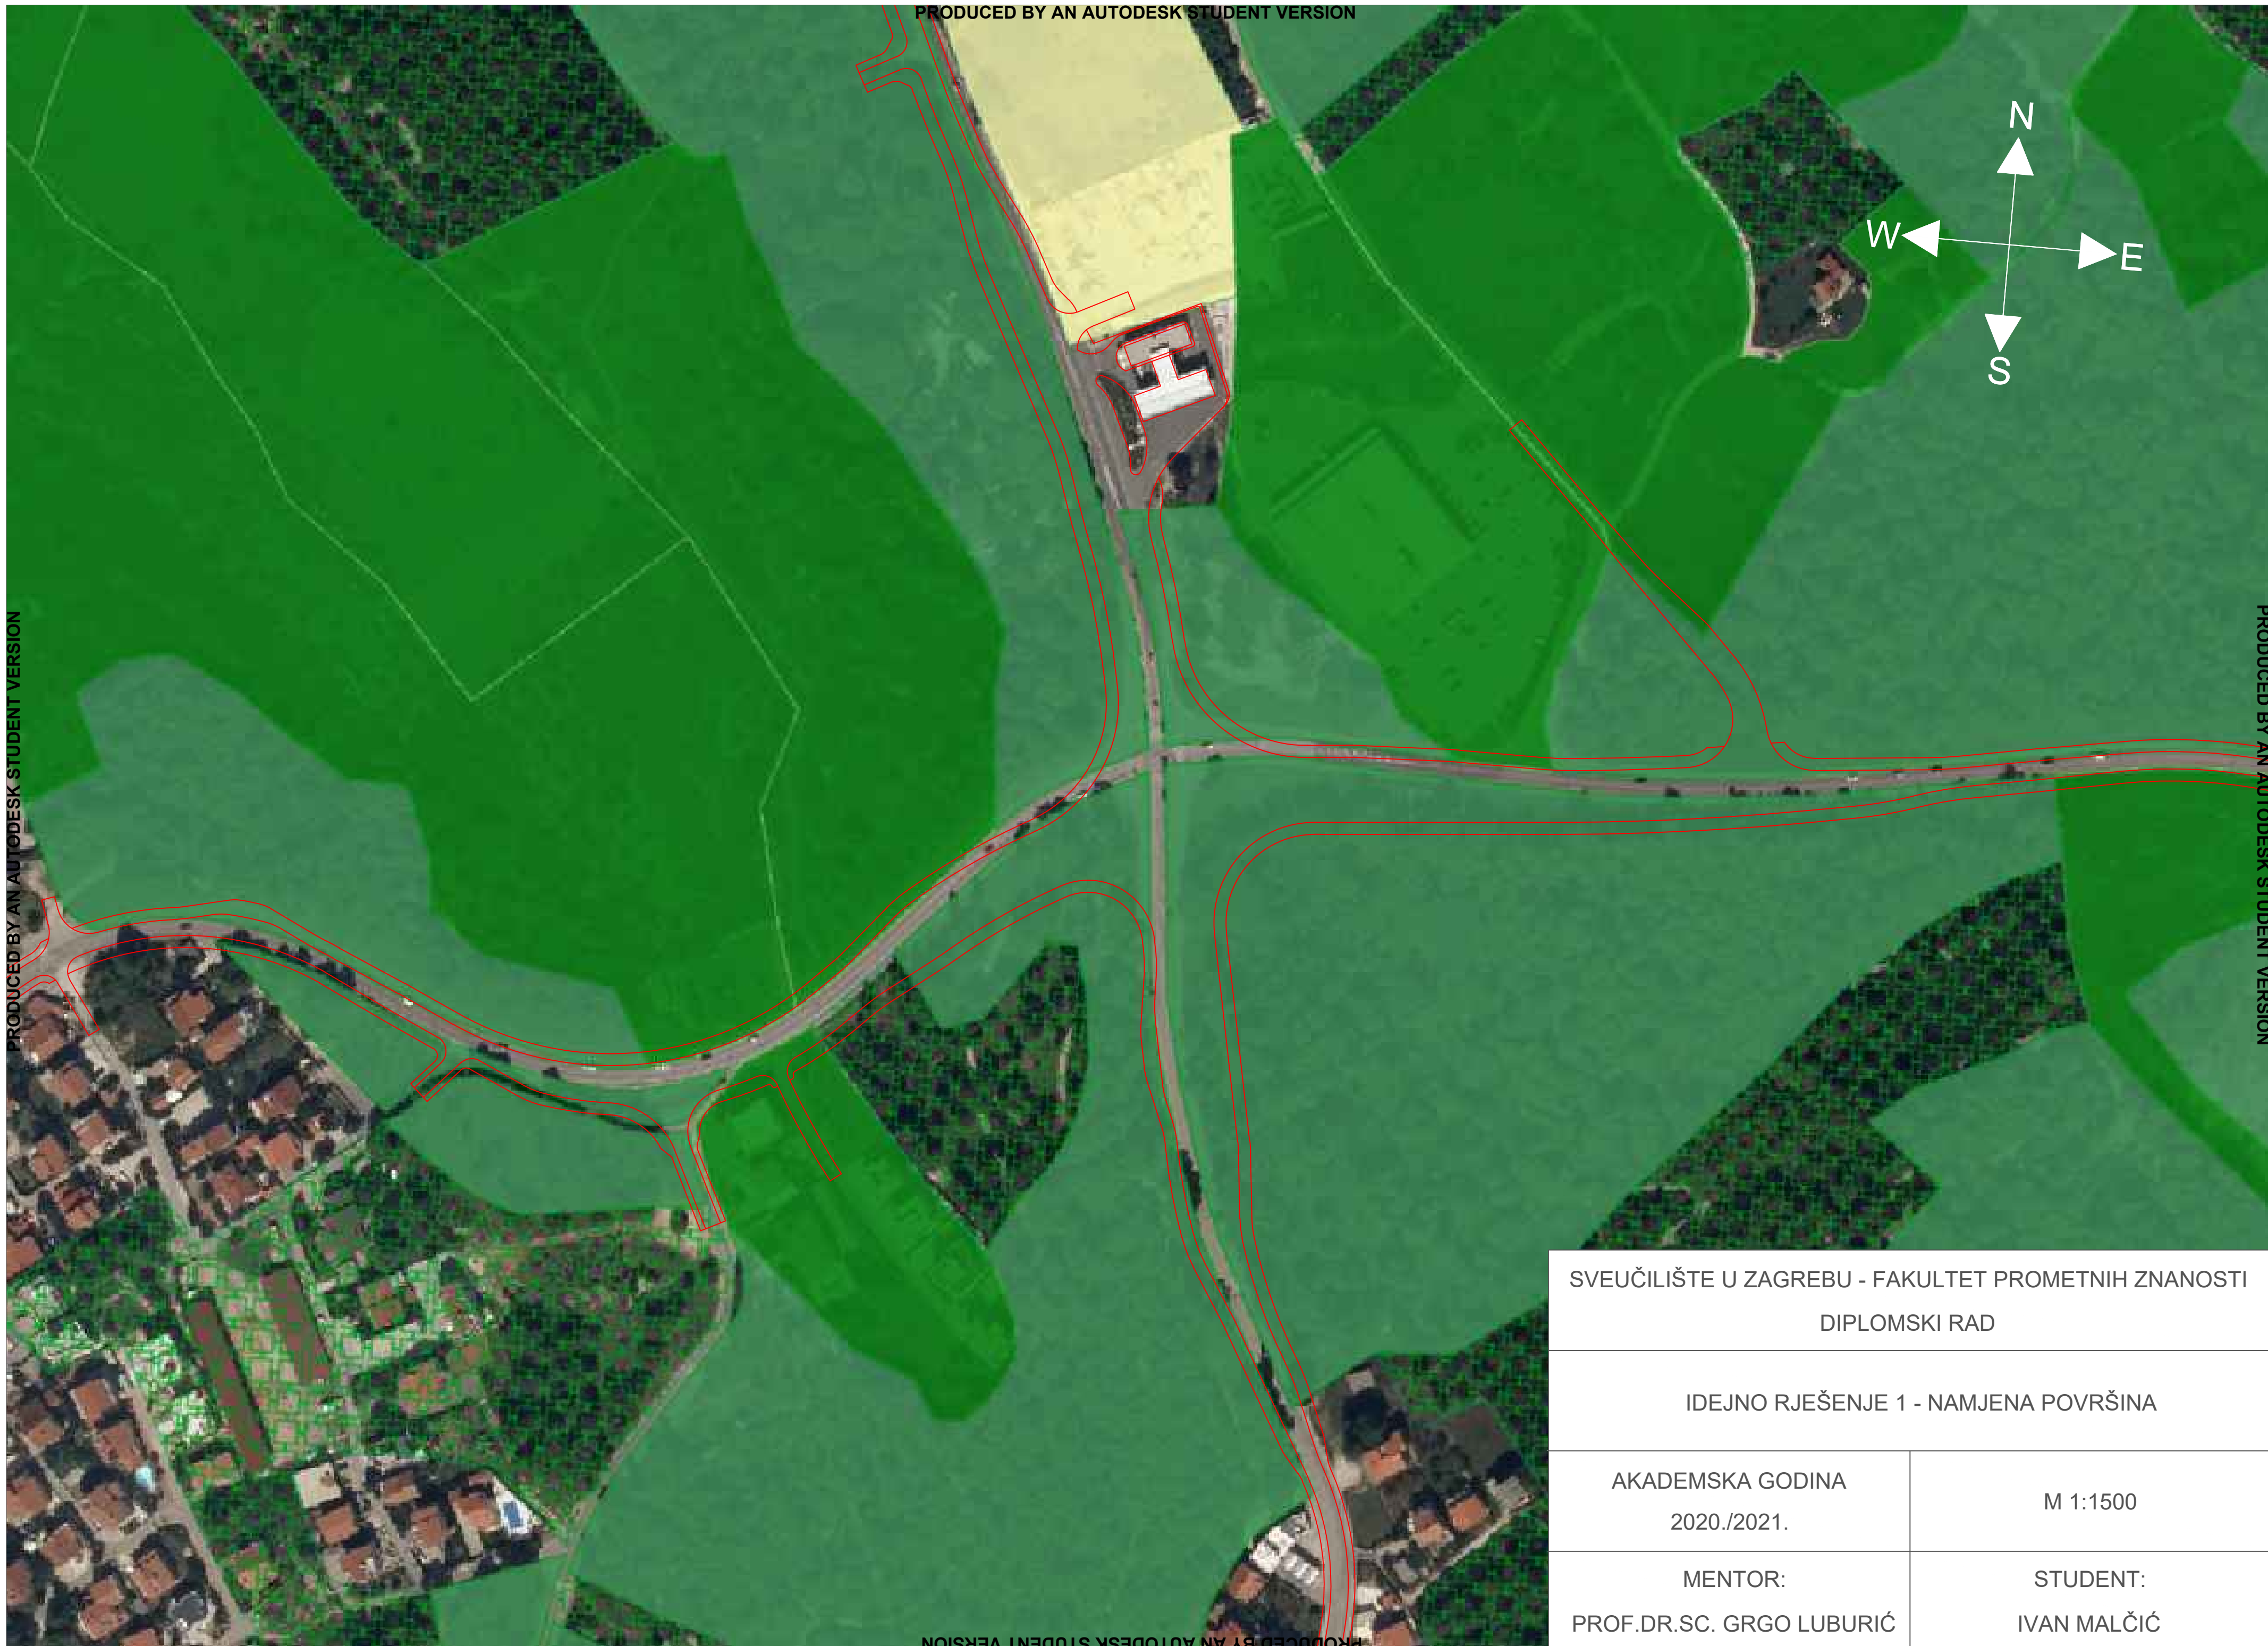 PRODUCED BY AN AUTODESK STUDENT VERSION
N
W
E
S
PRODUCED BY AN AUTODESK STUDENT VERSION
PRODUCED BY AN AUTODESK STUDENT VERSION
SVEUČILIŠTE U ZAGREBU - FAKULTET PROMETNIH ZNANOSTI
DIPLOMSKI RAD
IDEJNO RJEŠENJE 1 - NAMJENA POVRŠINA
AKADEMSKA GODINA
2020./2021.
M 1:1500
MENTOR:
PROF.DR.SC. GRGO LUBURIĆ
STUDENT:
IVAN MALČIĆ
PRODUCED BY AN AUTODESK STUDENT VERSION